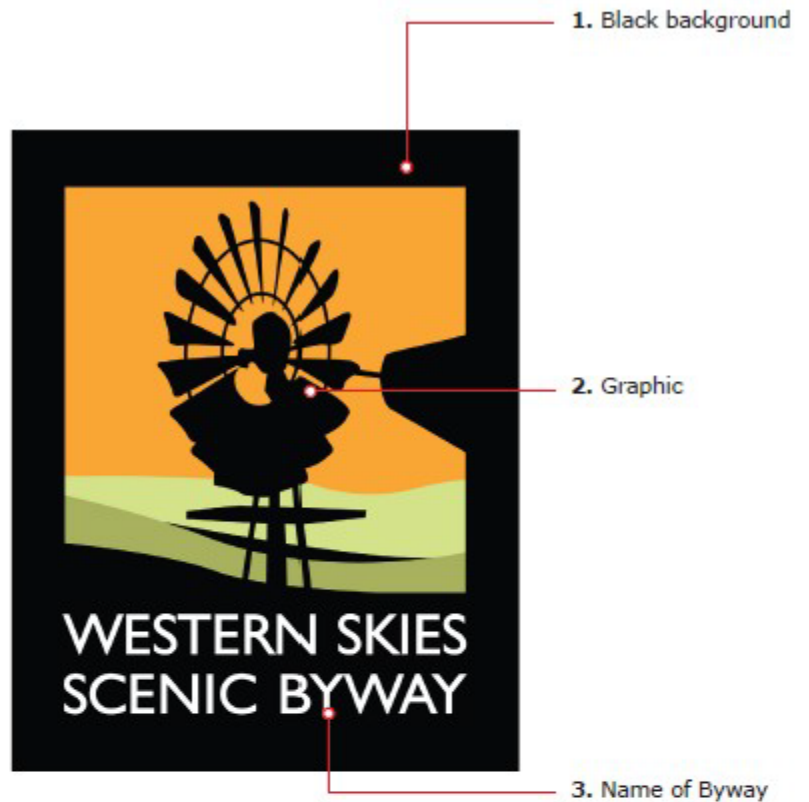 1. Black background
2. Graphic
WESTERN SKIES
SCENIC BYWAY
3. Name of Byway